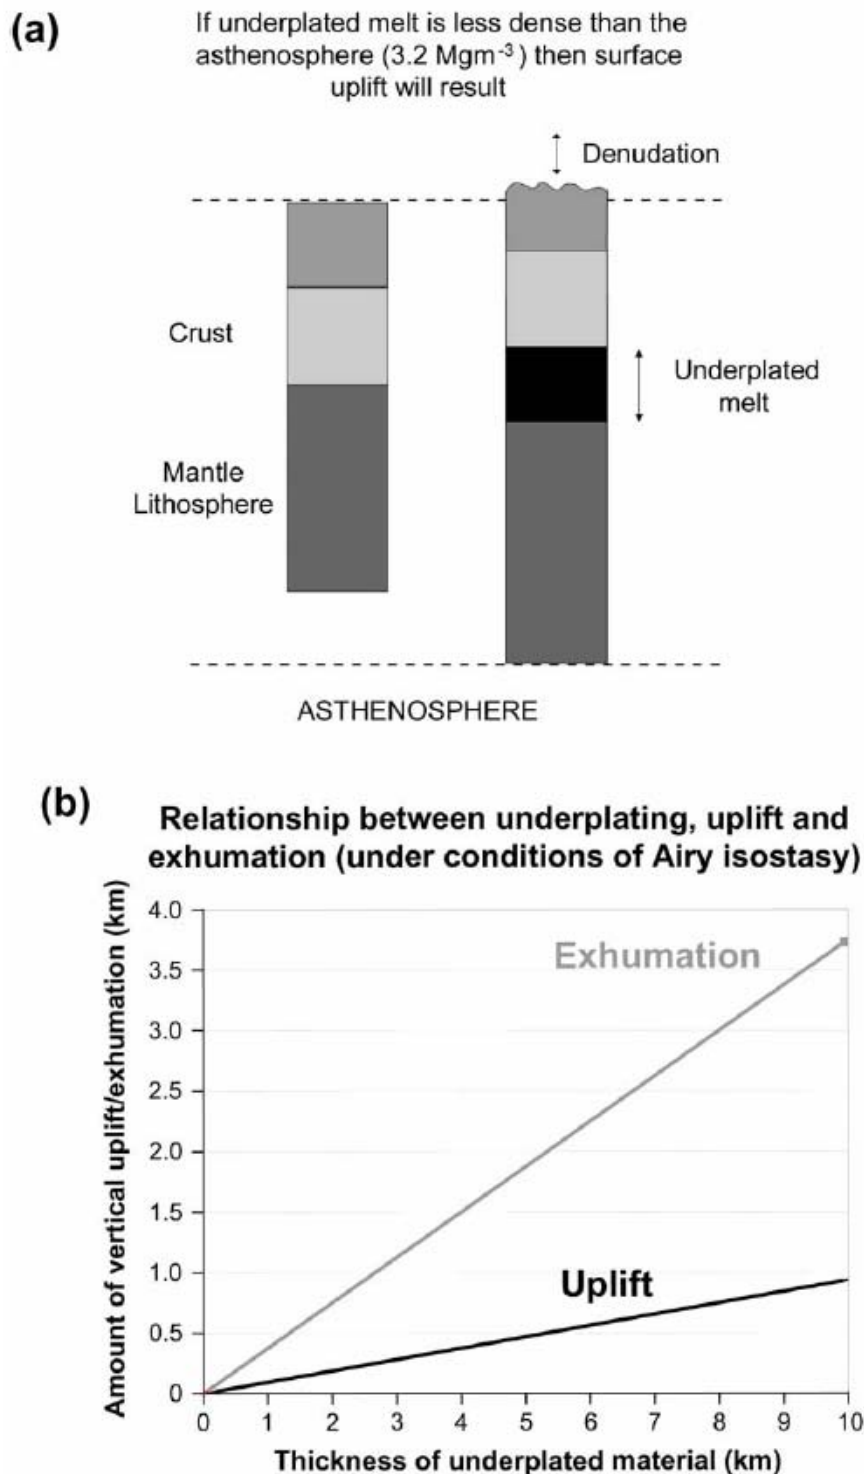 (a)
If underplated melt is less dense than the
asthenosphere (3.2 Mgm⁻³) then surface
uplift will result
Denudation
Crust
Underplated
melt
Mantle
Lithosphere
ASTHENOSPHERE
(b)
Relationship between underplating, uplift and
exhumation (under conditions of Airy isostasy)
Amount of vertical uplift/exhumation (km)
4.0
3.5
3.0
2.5
2.0
1.5
1.0
0.5
0
Exhumation
Uplift
0 1 2 3 4 5 6 7 8 9 10
Thickness of underplated material (km)